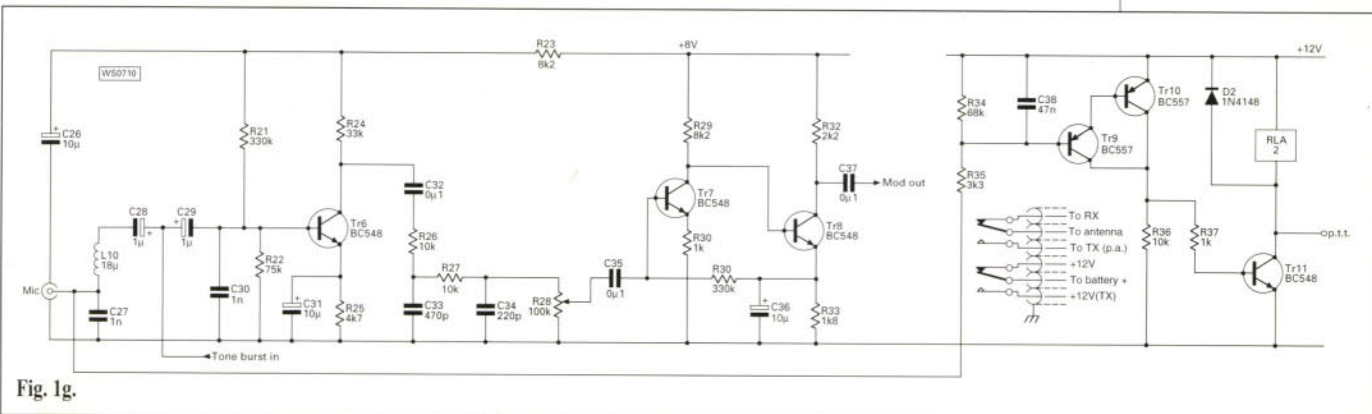 R23
8k2
+8V
+12V
WS0710
C26
10µ
R21
330k
R24
33k
C32
0µ1
R29
8k2
R32
2k2
C37
0µ1
Mod out
R34
68k
C38
47n
Tr10
BC557
Tr9
BC557
D2
1N4148
RLA
2
C28
1µ
C29
1µ
L10
18µ
Mic
C27
1n
C30
1n
R22
75k
Tr6
BC548
C31
10µ
R25
4k7
R26
10k
R27
10k
C33
470p
C34
220p
R28
100k
C35
0µ1
Tr7
BC548
R30
1k
R30
330k
C36
10µ
Tr8
BC548
R33
1k8
R35
3k3
To RX
To antenna
To TX (p.a.)
+12V
To battery +
+12V(TX)
R36
10k
R37
1k
p.t.t.
Tr11
BC548
Tone burst in
Fig. 1g.